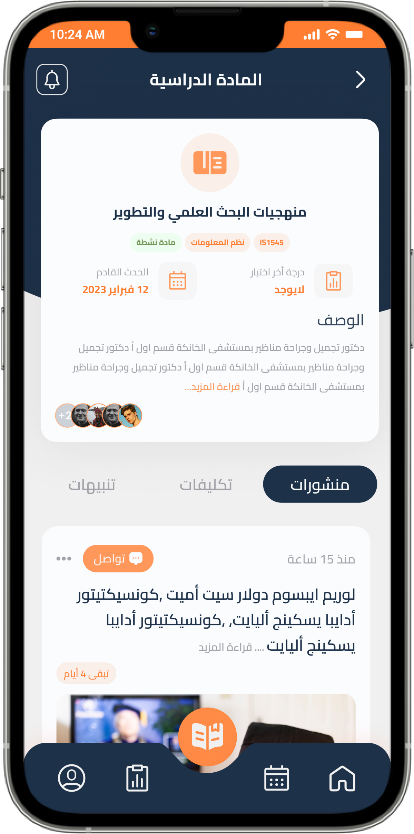 10:24 AM
المادة الدراسية
منهجيات البحث العلمي والتطوير
IS1545
نظم المعلومات
مادة نشطة
درجة أخر اختبار
لايوجد
الحدث القادم
12 فبراير 2023
الوصف
دكتور تجميل وجراحة مناظير بمستشفى الخانكة قسم اول أ دكتور تجميل
وجراحة مناظير بمستشفى الخانكة قسم اول أ دكتور تجميل وجراحة مناظير
بمستشفى الخانكة قسم اول أ قراءة المزيد...
+2
منشورات
تكليفات
تنبيهات
منذ 15 ساعة
تواصل
لوريم ايبسوم دولار سيت أميت ,كونسيكتيتور
أدايبا يسكينج أليايت, ,كونسيكتيتور أدايبا
يسكينج أليايت .... قراءة المزيد
تبقى 4 أيام